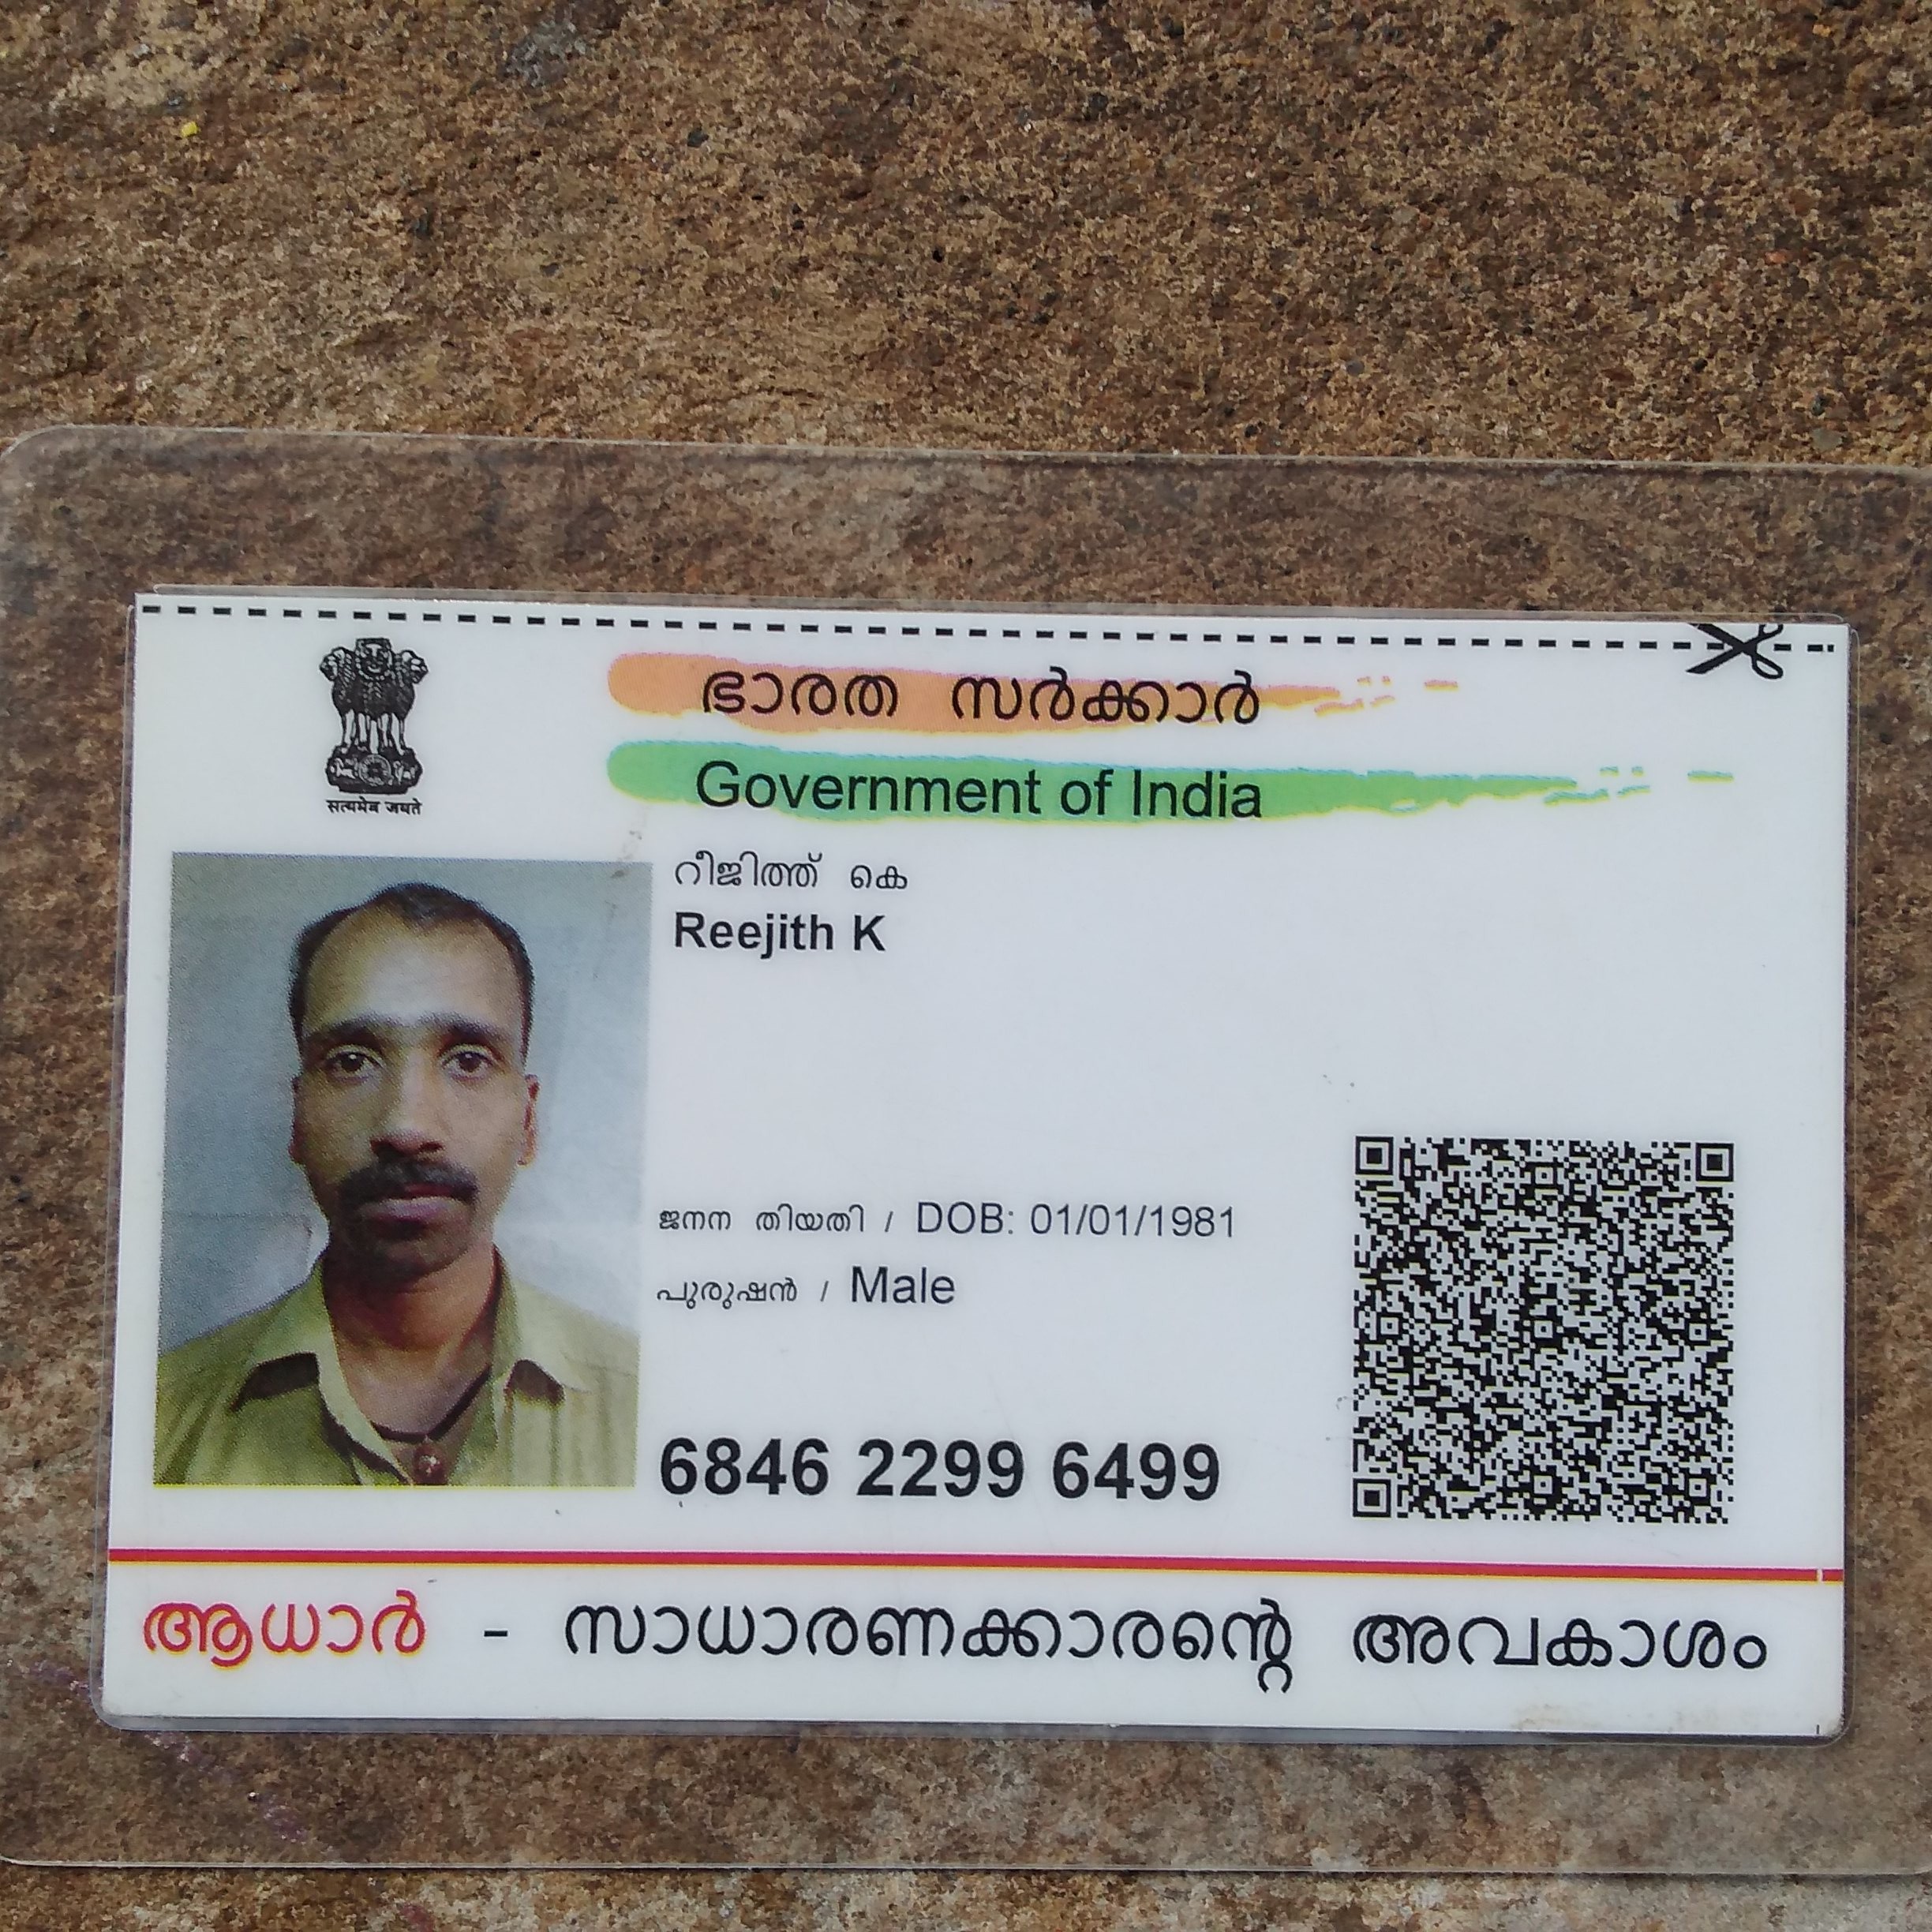 ഭാരത സർക്കാർ
Government of India
सत्यमेव जयते
റീജിത്ത് കെ
Reejith K
ജനന തിയതി / DOB: 01/01/1981
പുരുഷൻ / Male
6846 2299 6499
ആധാർ - സാധാരണക്കാരന്റെ അവകാശം